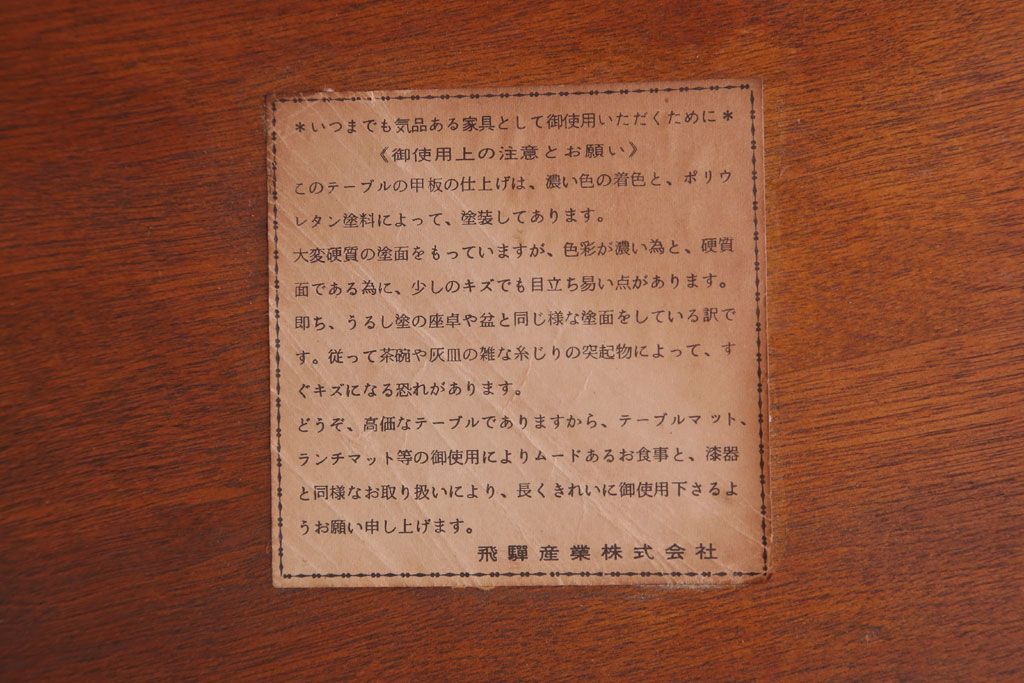 ＊いつまでも気品ある家具として御使用いただくために＊
《御使用上の注意とお願い》
このテーブルの甲板の仕上げは、濃い色の着色と、ポリウ
レタン塗料によって、塗装してあります。
大変硬質の塗面をもっていますが、色彩が濃い為と、硬質
面である為に、少しのキズでも目立ち易い点があります。
即ち、うるし塗の座卓や盆と同じ様な塗面をしている訳で
す。従って茶碗や灰皿の雑な糸じりの突起物によって、す
ぐキズになる恐れがあります。
どうぞ、高価なテーブルでありますから、テーブルマット、
ランチマット等の御使用によりムードあるお食事と、漆器
と同様なお取り扱いにより、長くきれいに御使用下さるよ
うお願い申し上げます。
飛驒産業株式会社